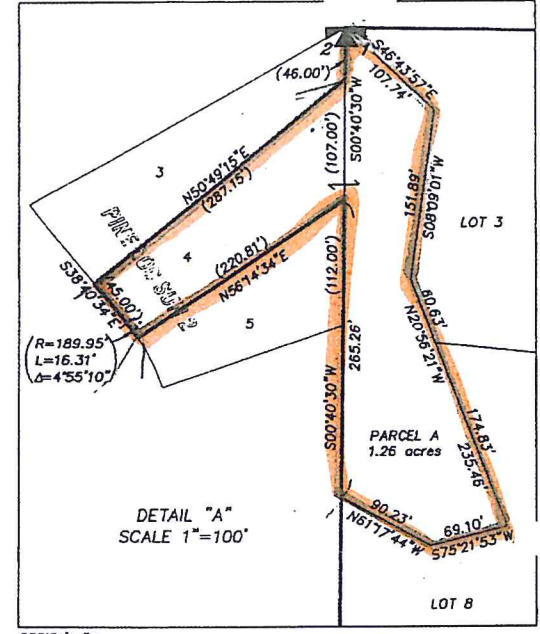 2
1
S46°43'57"E
107.74'
(46.00')
S00°40'30"W
(107.00')
3
N50°49'15"E
(287.15')
151.89'
S08°09'01"W
LOT 3
4
(45.00')
(220.81')
N56°14'34"E
(112.00')
5
265.26'
60.63'
N20°56'21"W
R=189.95'
L=16.31'
Δ=4°55'10"
S00°40'30"W
PARCEL A
1.26 acres
174.83'
235.46'
DETAIL "A"
SCALE 1"=100'
90.23'
N61°17'44"W
69.10'
S75°21'53"W
LOT 8